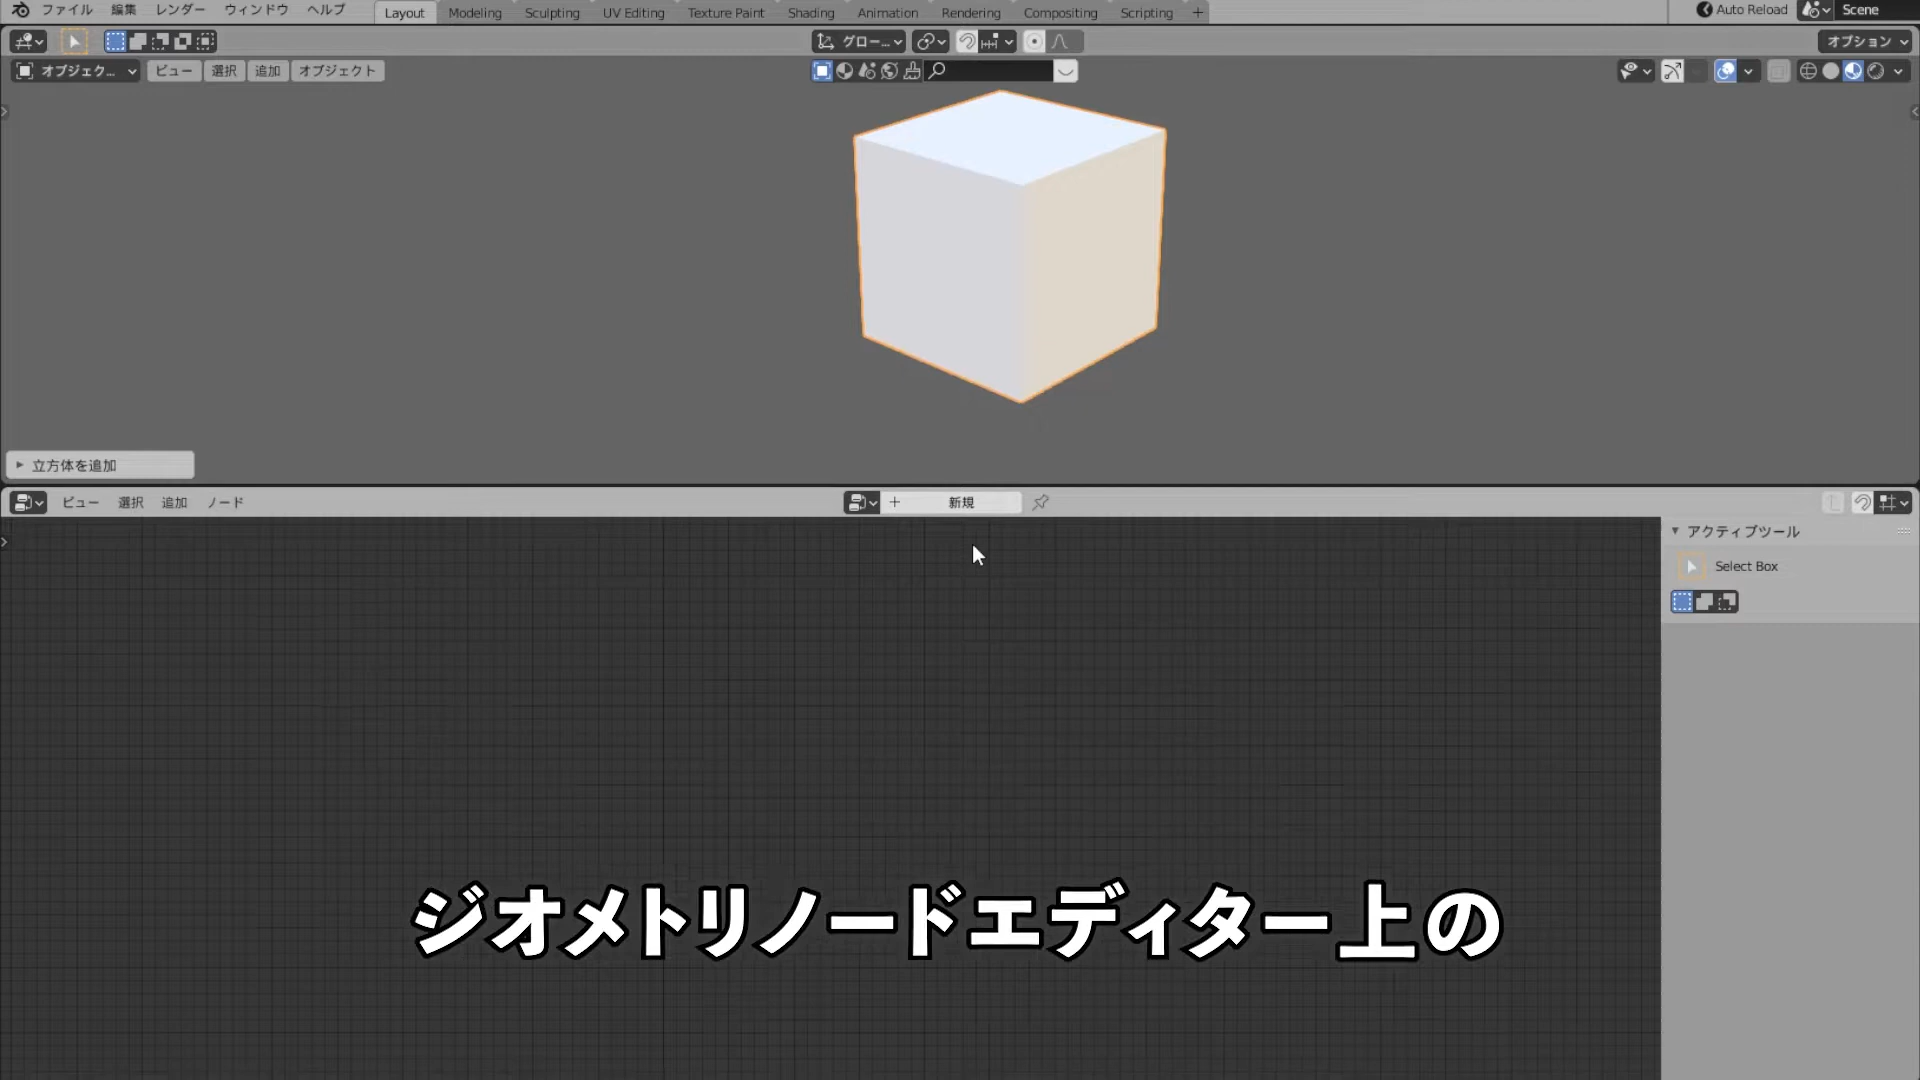 ファイル 編集 レンダー ウィンドウ ヘルプ Layout Modeling Sculpting UV Editing Texture Paint Shading Animation Rendering Compositing Scripting + Auto Reload Scene
グロー... オプション
オブジェク... ビュー 選択 追加 オブジェクト
立方体を追加
ビュー 選択 追加 ノード + 新規
アクティブツール
Select Box
ジオメトリノードエディター上の